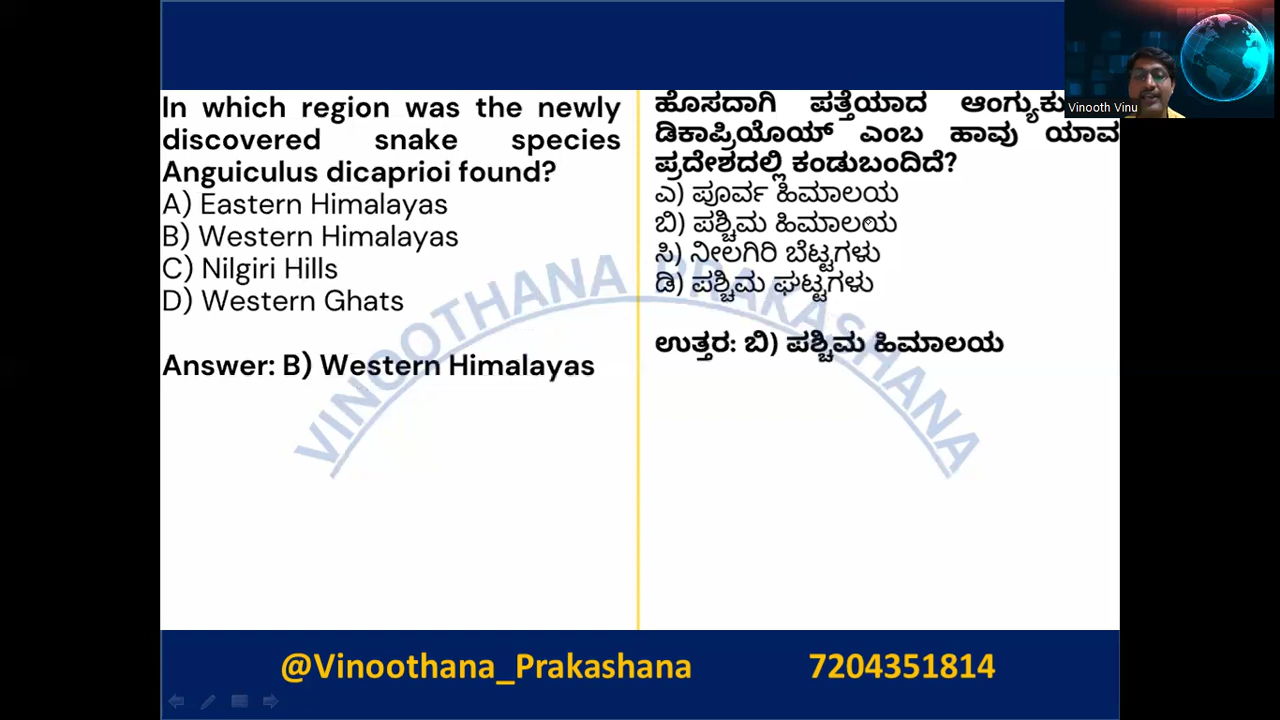 In which region was the newly
discovered snake species
Anguiculus dicaprioi found?
A) Eastern Himalayas
B) Western Himalayas
C) Nilgiri Hills
D) Western Ghats
Answer: B) Western Himalayas
ಹೊಸದಾಗಿ ಪತ್ತೆಯಾದ ಆಂಗ್ಯುಕು
ಡಿಕಾಪ್ರಿಯೊಯ್ ಎಂಬ ಹಾವು ಯಾವ
ಪ್ರದೇಶದಲ್ಲಿ ಕಂಡುಬಂದಿದೆ?
ಎ) ಪೂರ್ವ ಹಿಮಾಲಯ
ಬಿ) ಪಶ್ಚಿಮ ಹಿಮಾಲಯ
ಸಿ) ನೀಲಗಿರಿ ಬೆಟ್ಟಗಳು
ಡಿ) ಪಶ್ಚಿಮ ಘಟ್ಟಗಳು
ಉತ್ತರ: ಬಿ) ಪಶ್ಚಿಮ ಹಿಮಾಲಯ
VINOOTHANA PRAKASHANA
Vinooth Vinu
@Vinoothana_Prakashana 7204351814